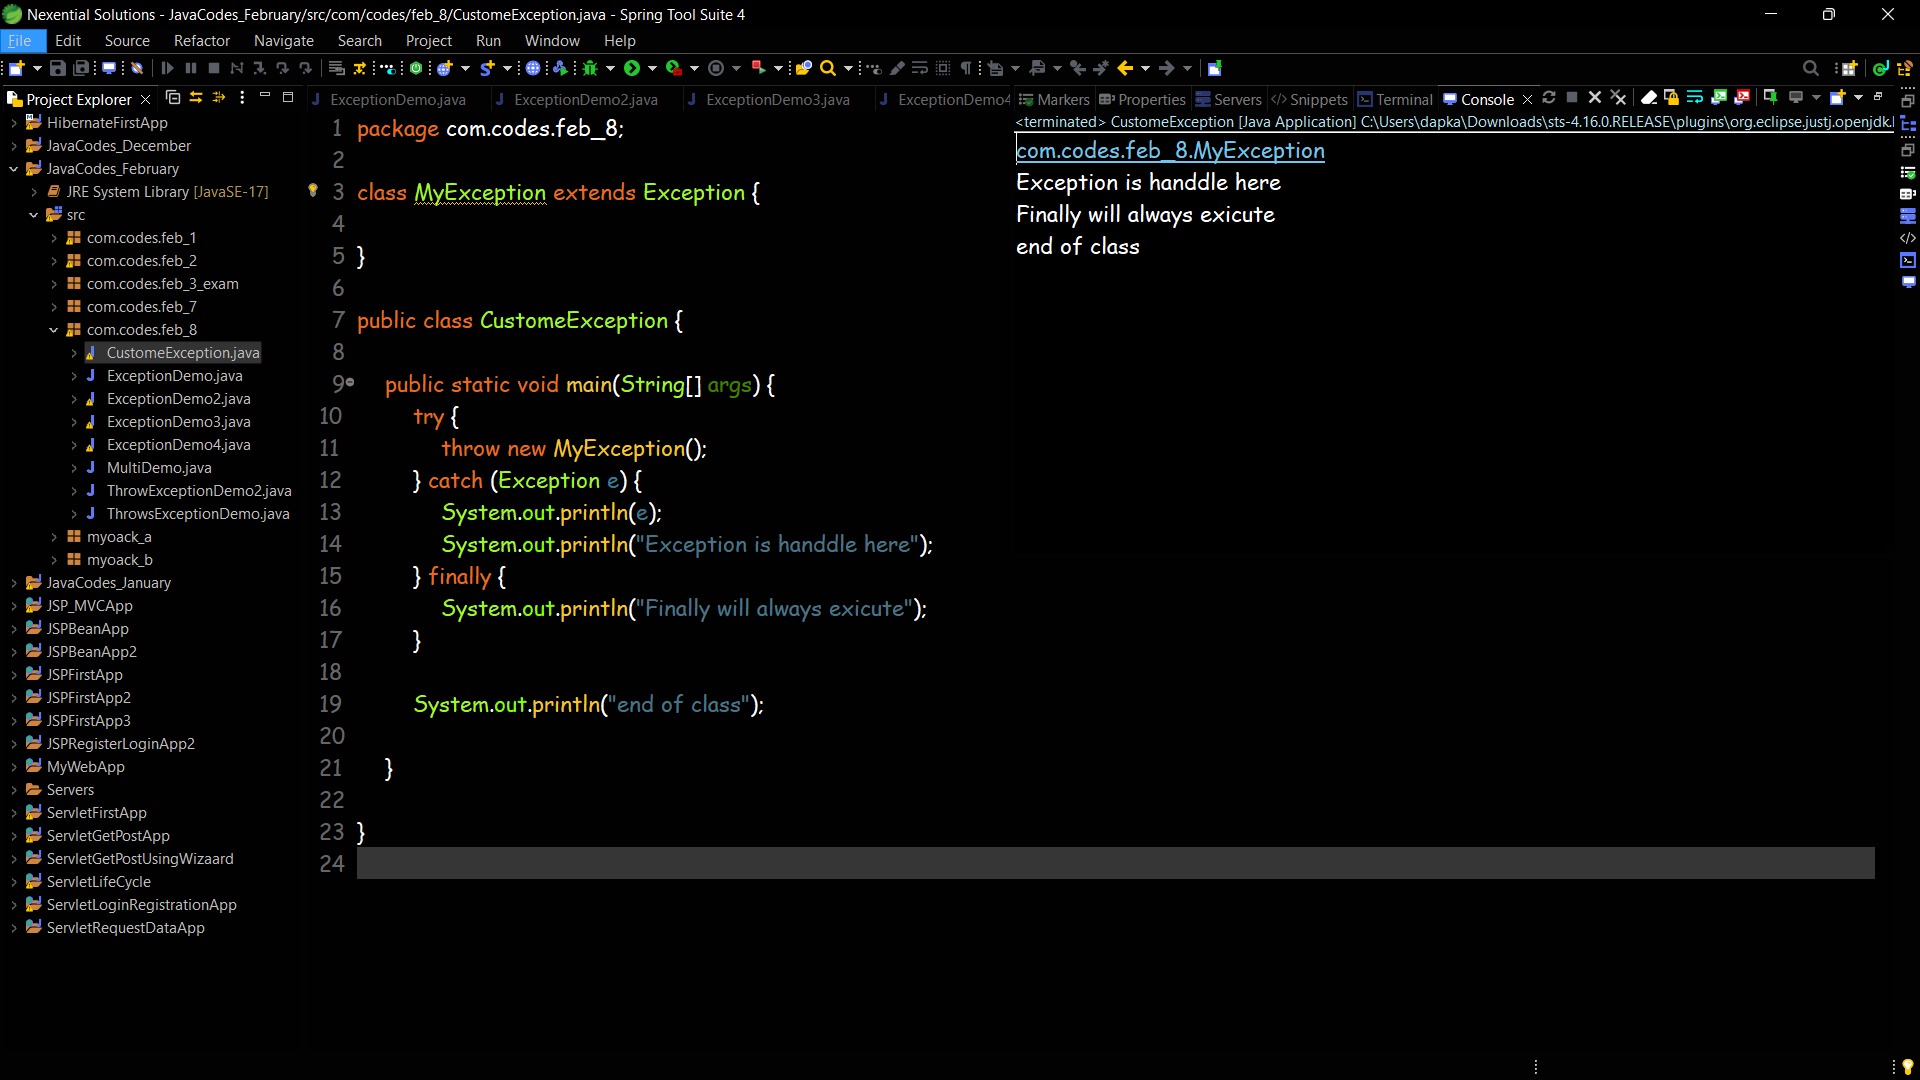 Nexential Solutions - JavaCodes_February/src/com/codes/feb_8/CustomeException.java - Spring Tool Suite 4
File Edit Source Refactor Navigate Search Project Run Window Help
Project Explorer
HibernateFirstApp
JavaCodes_December
JavaCodes_February
JRE System Library [JavaSE-17]
src
com.codes.feb_1
com.codes.feb_2
com.codes.feb_3_exam
com.codes.feb_7
com.codes.feb_8
CustomeException.java
ExceptionDemo.java
ExceptionDemo2.java
ExceptionDemo3.java
ExceptionDemo4.java
MultiDemo.java
ThrowExceptionDemo2.java
ThrowsExceptionDemo.java
myoack_a
myoack_b
JavaCodes_January
JSP_MVCApp
JSPBeanApp
JSPBeanApp2
JSPFirstApp
JSPFirstApp2
JSPFirstApp3
JSPRegisterLoginApp2
MyWebApp
Servers
ServletFirstApp
ServletGetPostApp
ServletGetPostUsingWizaard
ServletLifeCycle
ServletLoginRegistrationApp
ServletRequestDataApp
ExceptionDemo.java ExceptionDemo2.java ExceptionDemo3.java ExceptionDemo4
1 package com.codes.feb_8;
2
3 class MyException extends Exception {
4
5 }
6
7 public class CustomeException {
8
9 public static void main(String[] args) {
10 try {
11 throw new MyException();
12 } catch (Exception e) {
13 System.out.println(e);
14 System.out.println("Exception is handdle here");
15 } finally {
16 System.out.println("Finally will always exicute");
17 }
18
19 System.out.println("end of class");
20
21 }
22
23 }
24
Markers Properties Servers Snippets Terminal Console
<terminated> CustomeException [Java Application] C:\Users\dapka\Downloads\sts-4.16.0.RELEASE\plugins\org.eclipse.justj.openjdk.
com.codes.feb_8.MyException
Exception is handdle here
Finally will always exicute
end of class